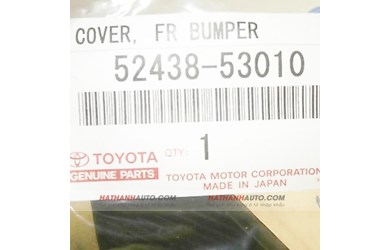 COVER, FR BUMPER
52438-53010
TOYOTA
GENUINE PARTS
QTY: 1
TOYOTA MOTOR CORPORATION
MADE IN JAPAN
HATHANHAUTO.COM
HATHANHAUTO.COM